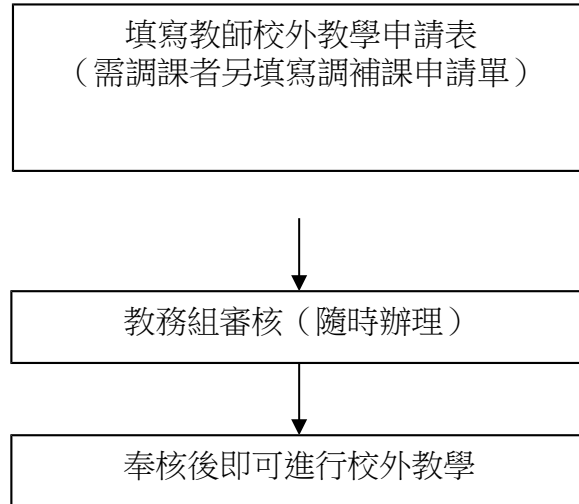 填寫教師校外教學申請表
（需調課者另填寫調補課申請單）
教務組審核（隨時辦理）
奉核後即可進行校外教學